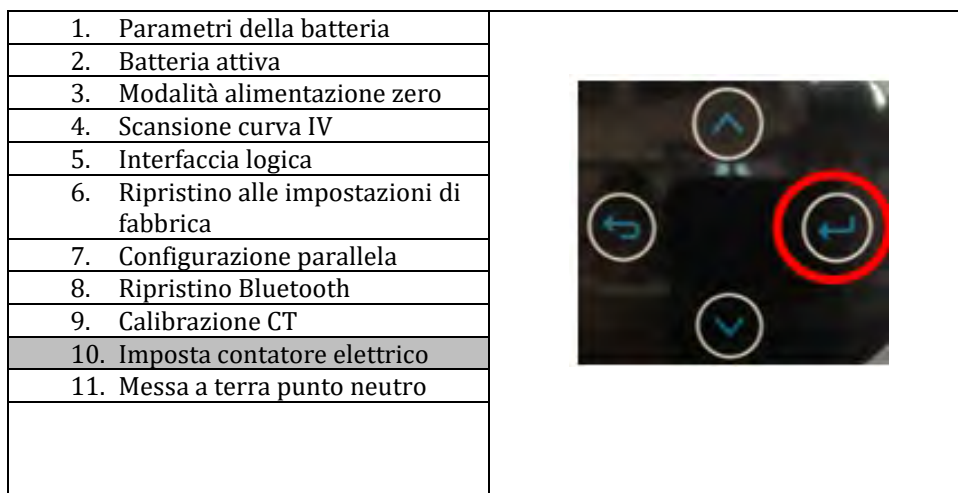 1. Parametri della batteria
2. Batteria attiva
3. Modalità alimentazione zero
4. Scansione curva IV
5. Interfaccia logica
6. Ripristino alle impostazioni di
fabbrica
7. Configurazione parallela
8. Ripristino Bluetooth
9. Calibrazione CT
10. Imposta contatore elettrico
11. Messa a terra punto neutro